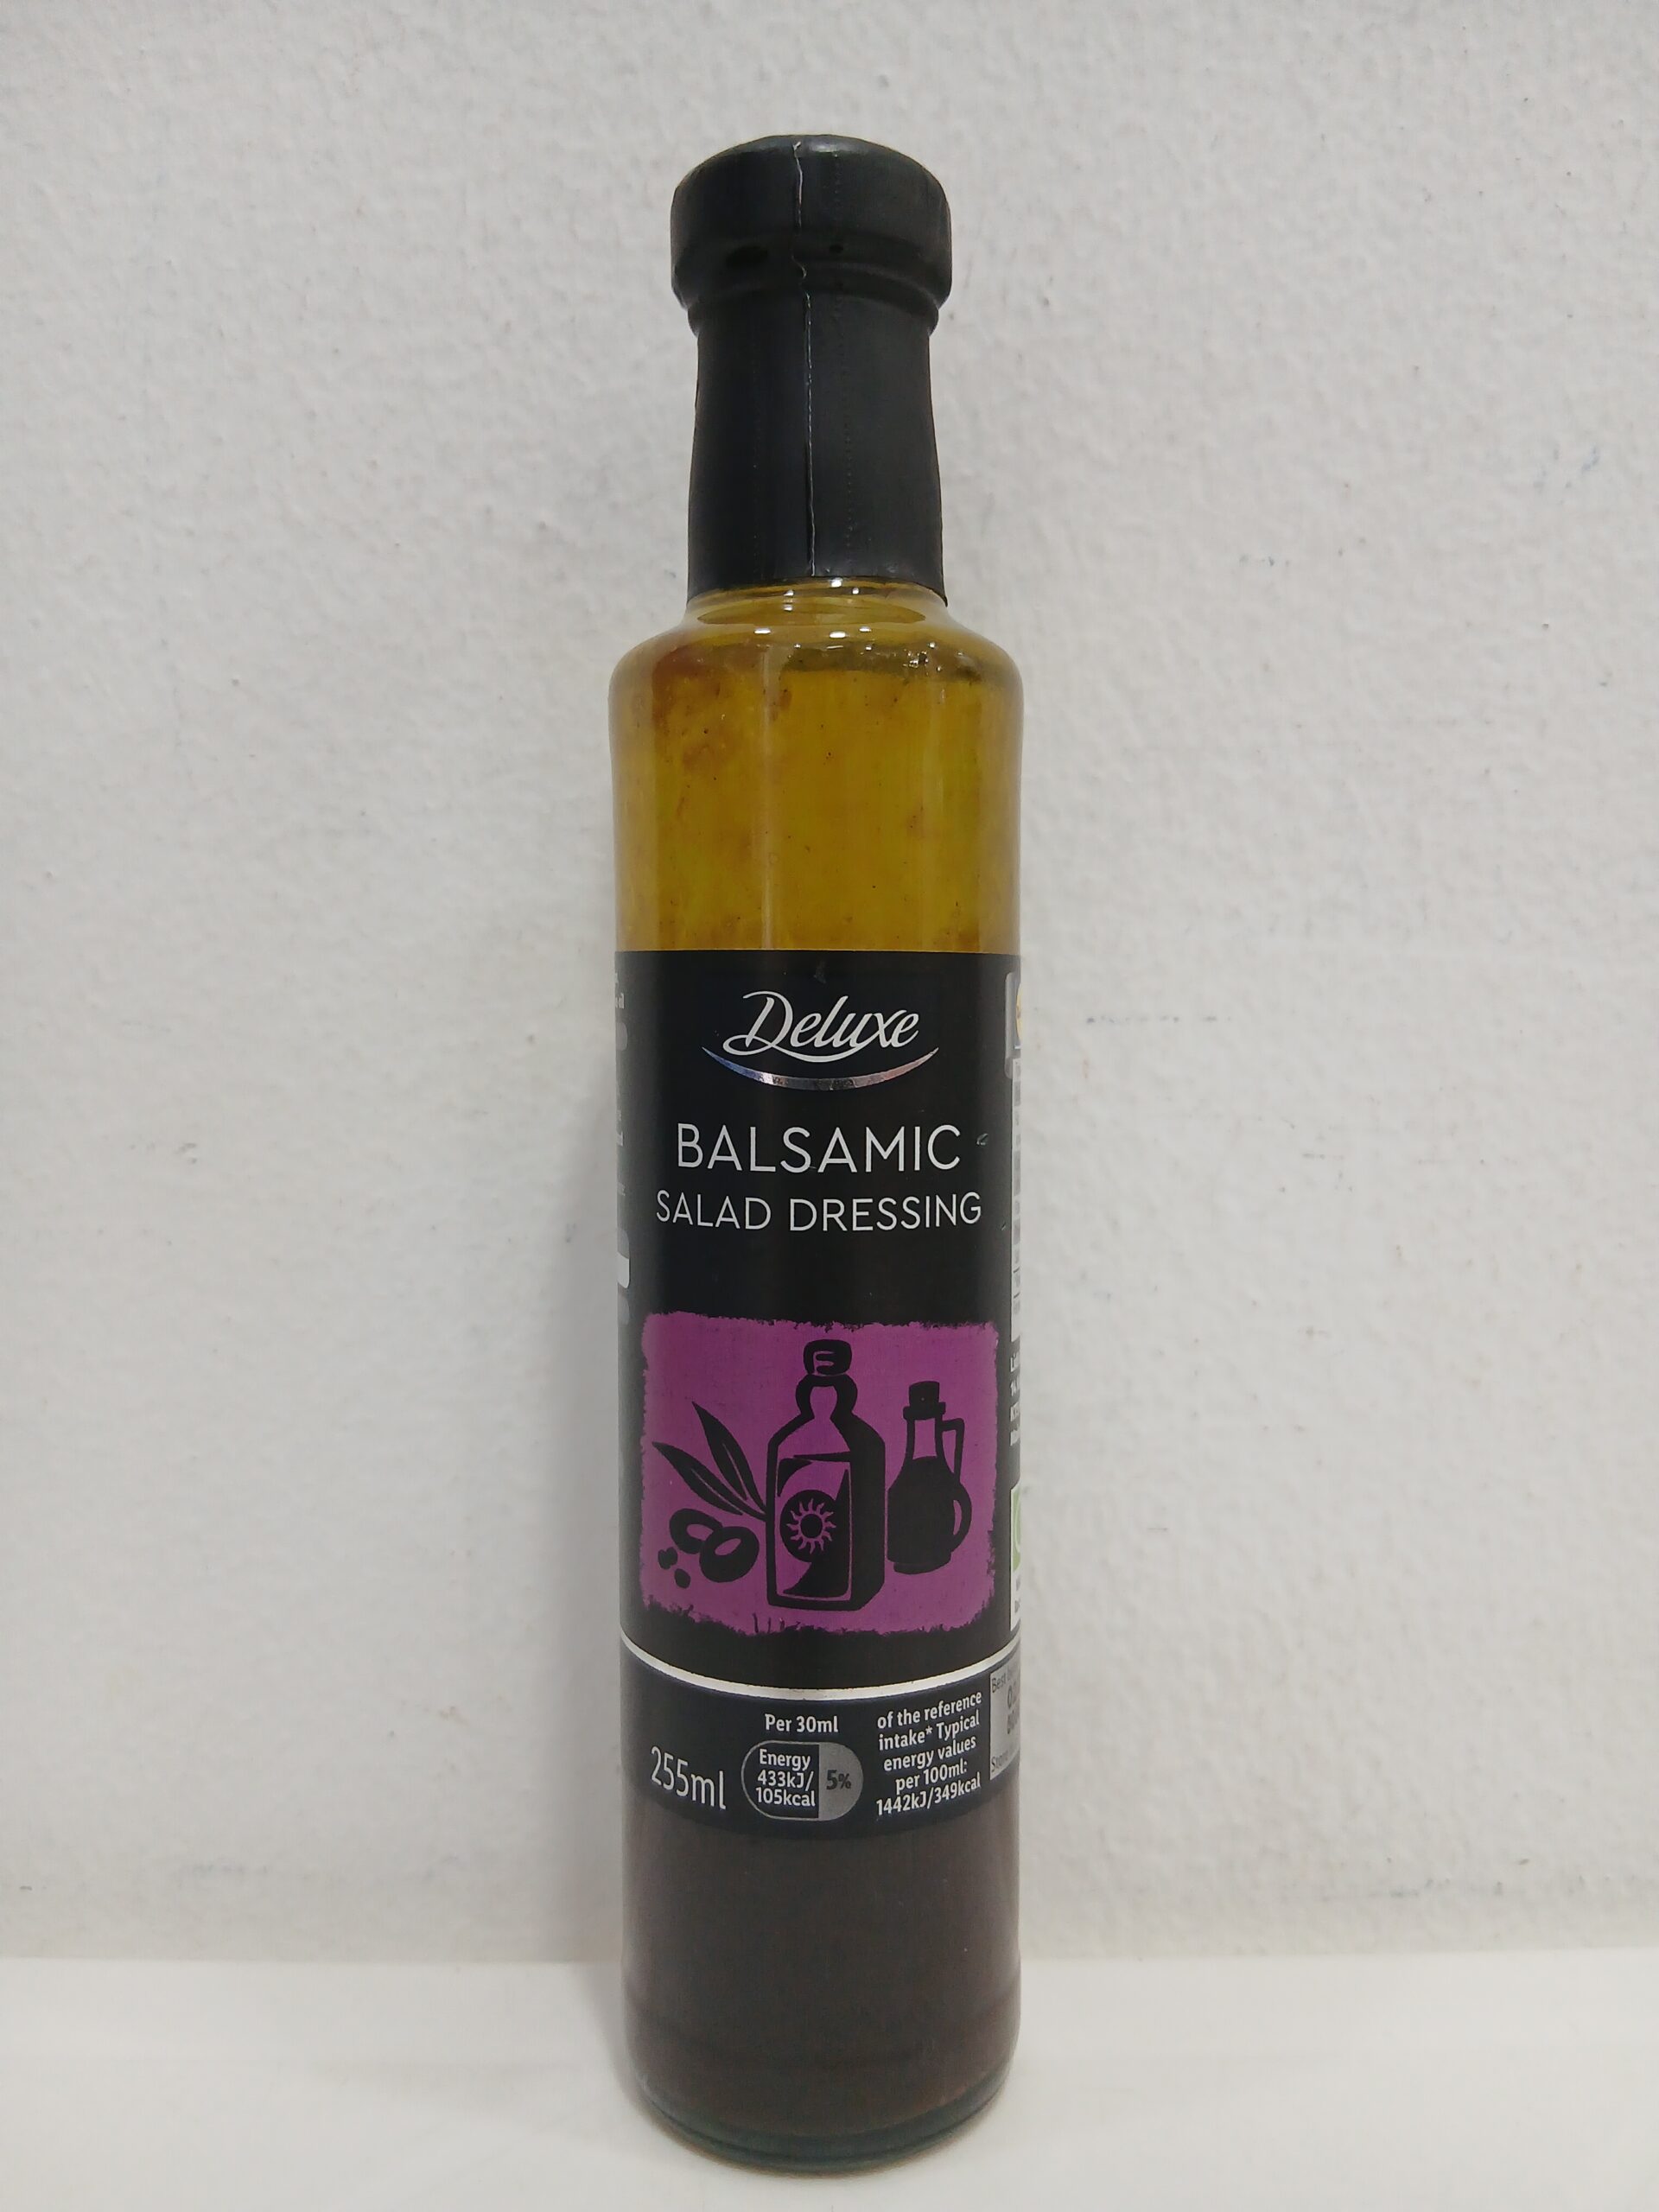 Deluxe
BALSAMIC
SALAD DRESSING
255ml
Per 30ml
Energy
433kJ/
105kcal
5%
of the reference
intake* Typical
energy values
per 100ml:
1442kJ/349kcal
Best